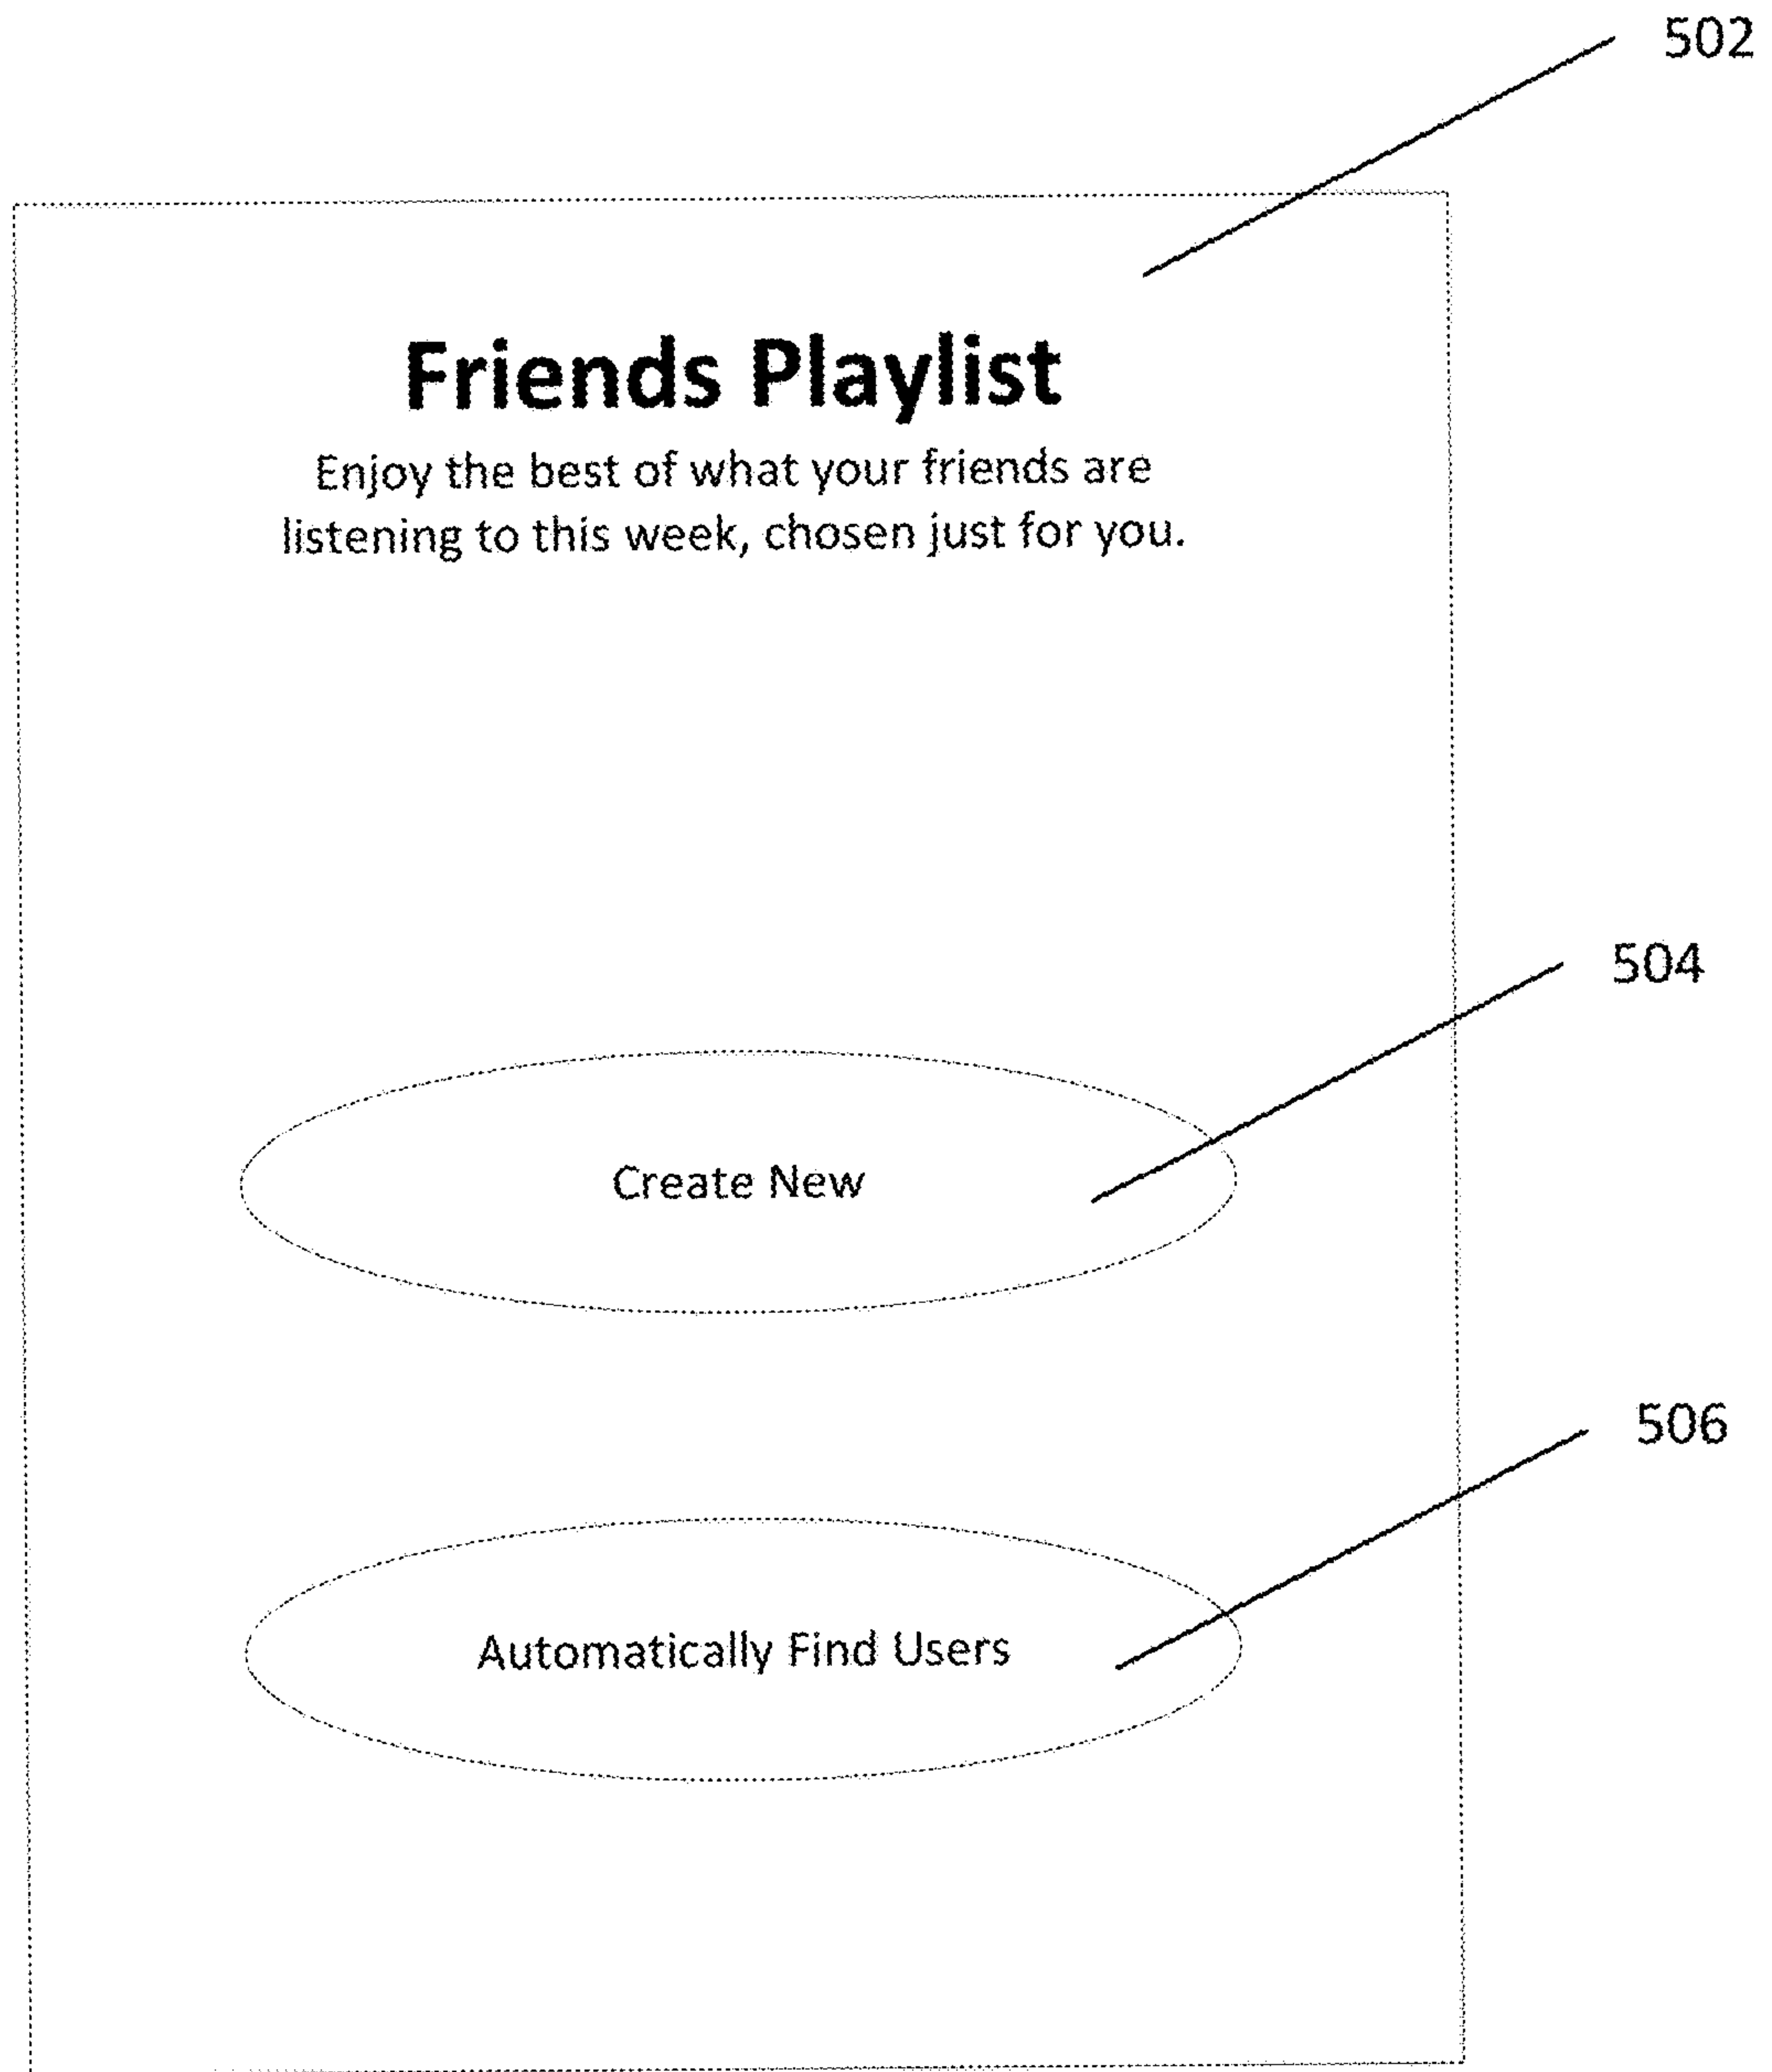 502
Friends Playlist
Enjoy the best of what your friends are
listening to this week, chosen just for you.
504
Create New
506
Automatically Find Users